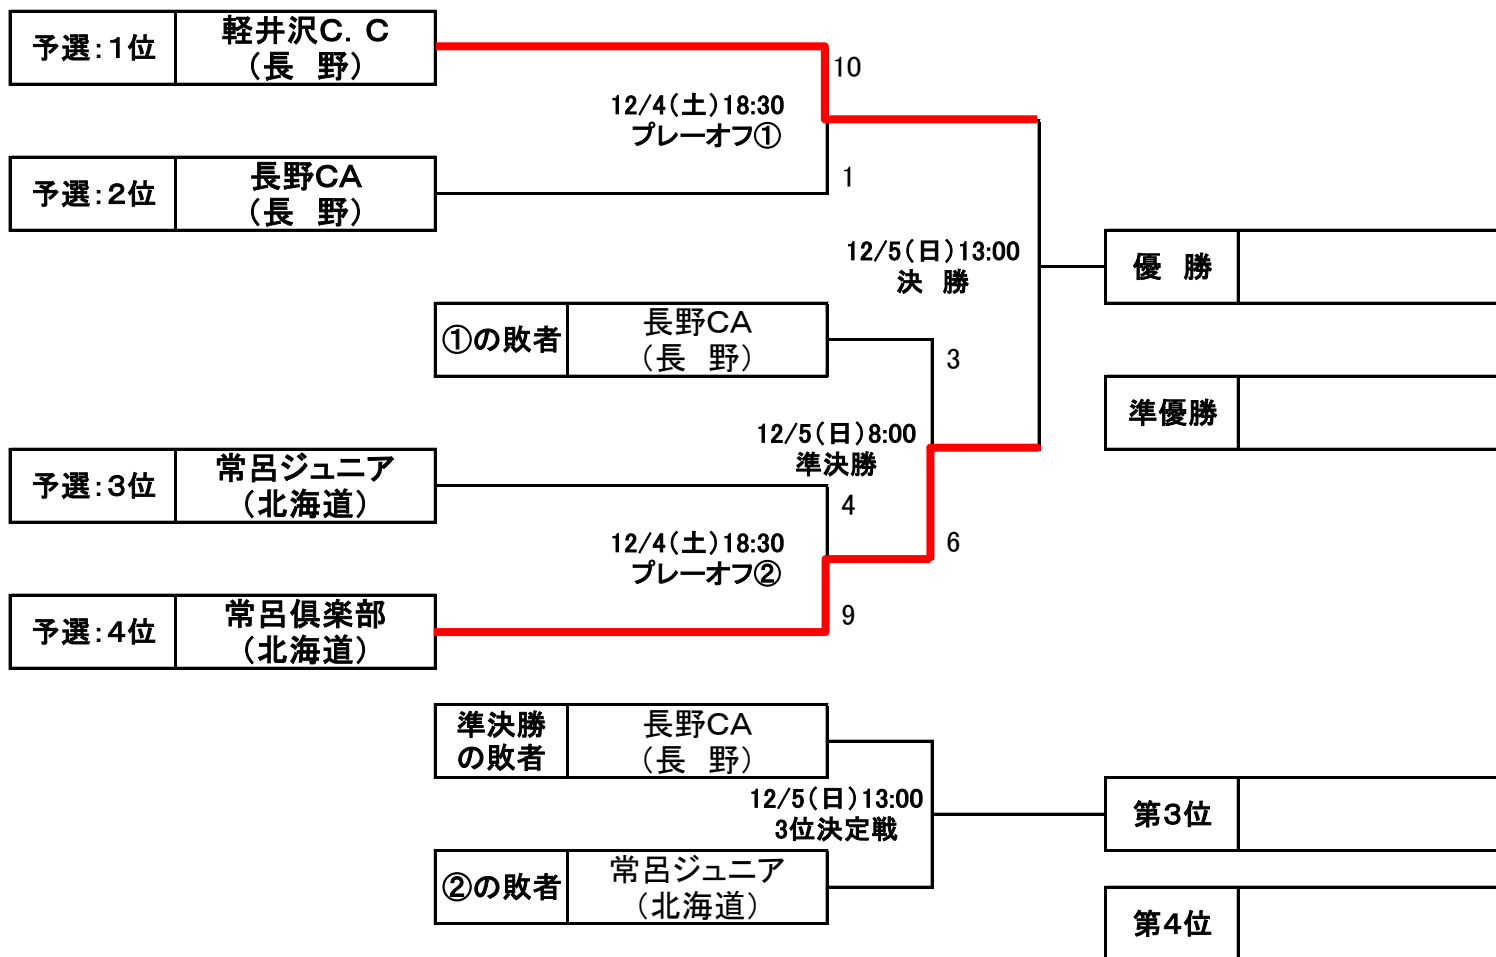 予選:1位
軽井沢C.C
(長 野)
10
12/4(土)18:30
プレーオフ①
予選:2位
長野CA
(長 野)
1
12/5(日)13:00
決 勝
優 勝
①の敗者
長野CA
(長 野)
3
準優勝
12/5(日)8:00
準決勝
予選:3位
常呂ジュニア
(北海道)
4
12/4(土)18:30
プレーオフ②
6
予選:4位
常呂倶楽部
(北海道)
9
準決勝
の敗者
長野CA
(長 野)
12/5(日)13:00
3位決定戦
第3位
②の敗者
常呂ジュニア
(北海道)
第4位